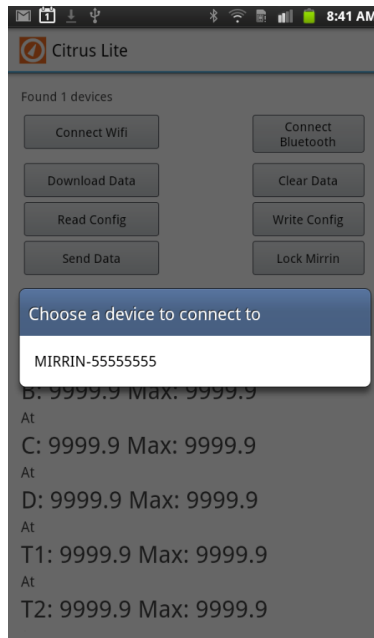 1
8:41 AM
Citrus Lite
Found 1 devices
Connect Wifi
Connect
Bluetooth
Download Data
Clear Data
Read Config
Write Config
Send Data
Lock Mirrin
Choose a device to connect to
MIRRIN-55555555
B: 9999.9 Max: 9999.9
At
C: 9999.9 Max: 9999.9
At
D: 9999.9 Max: 9999.9
At
T1: 9999.9 Max: 9999.9
At
T2: 9999.9 Max: 9999.9